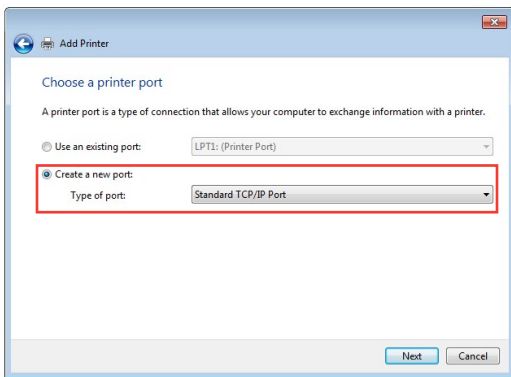 Add Printer
Choose a printer port
A printer port is a type of connection that allows your computer to exchange information with a printer.
Use an existing port: LPT1: (Printer Port)
Create a new port:
Type of port: Standard TCP/IP Port
Next Cancel